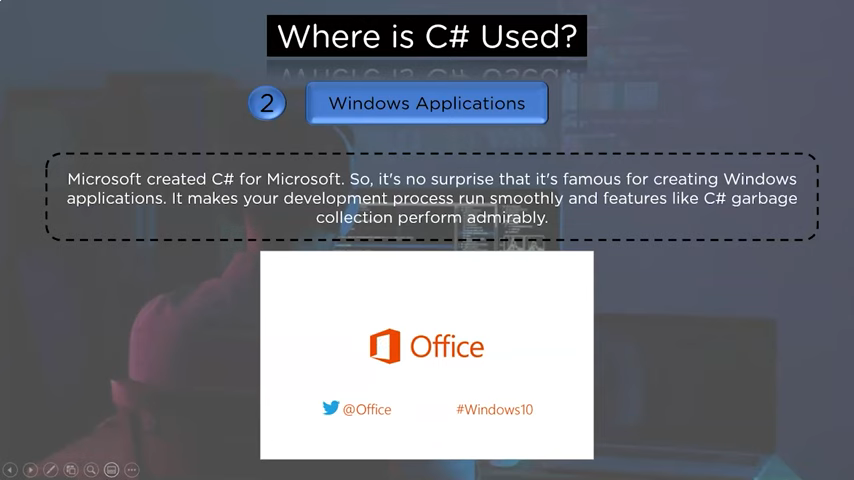 Where is C# Used?
2
Windows Applications
Microsoft created C# for Microsoft. So, it's no surprise that it's famous for creating Windows
applications. It makes your development process run smoothly and features like C# garbage
collection perform admirably.
Office
@Office
#Windows10